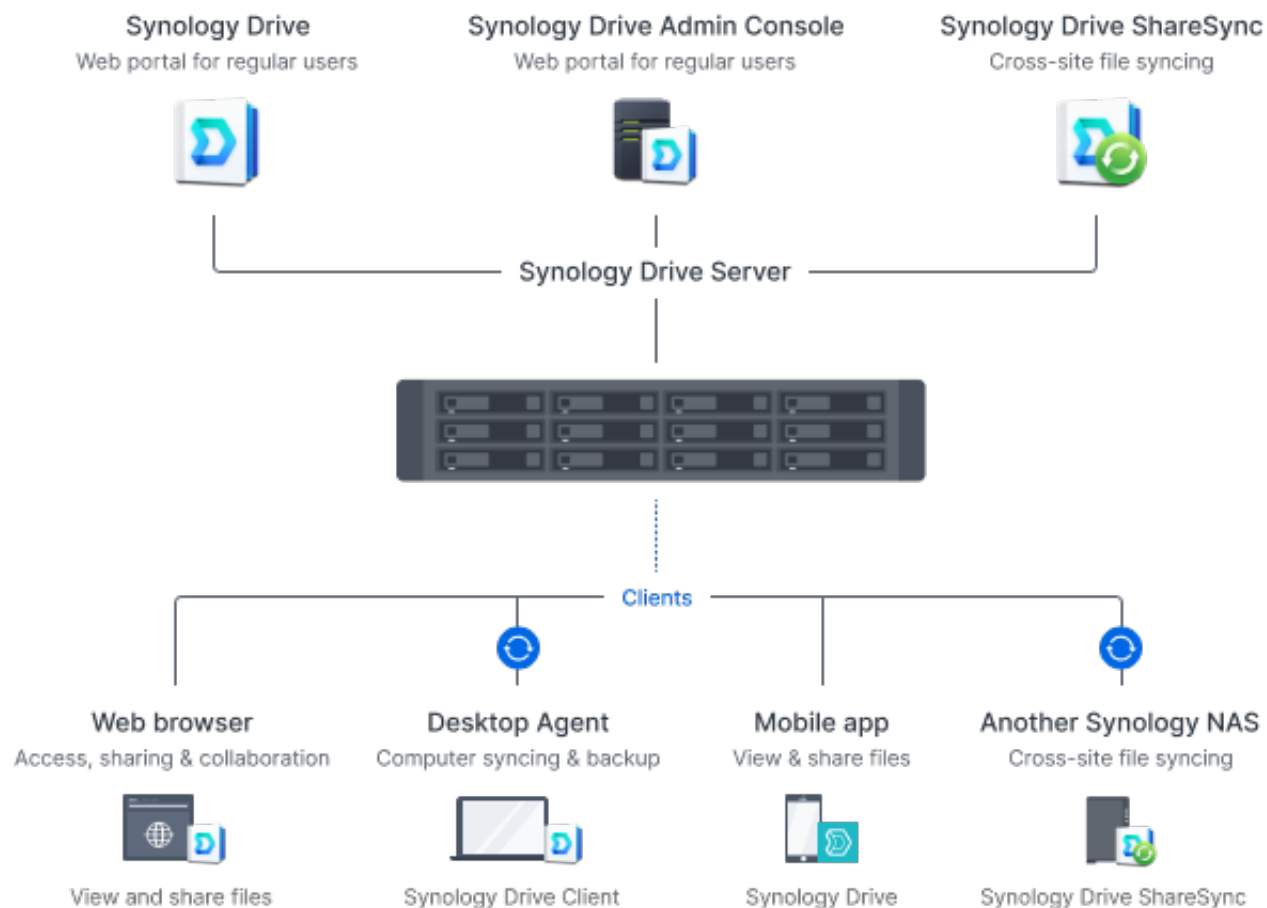 Synology Drive
Web portal for regular users
Synology Drive Admin Console
Web portal for regular users
Synology Drive ShareSync
Cross-site file syncing
Synology Drive Server
Clients
Web browser
Access, sharing & collaboration
View and share files
Desktop Agent
Computer syncing & backup
Synology Drive Client
Mobile app
View & share files
Synology Drive
Another Synology NAS
Cross-site file syncing
Synology Drive ShareSync